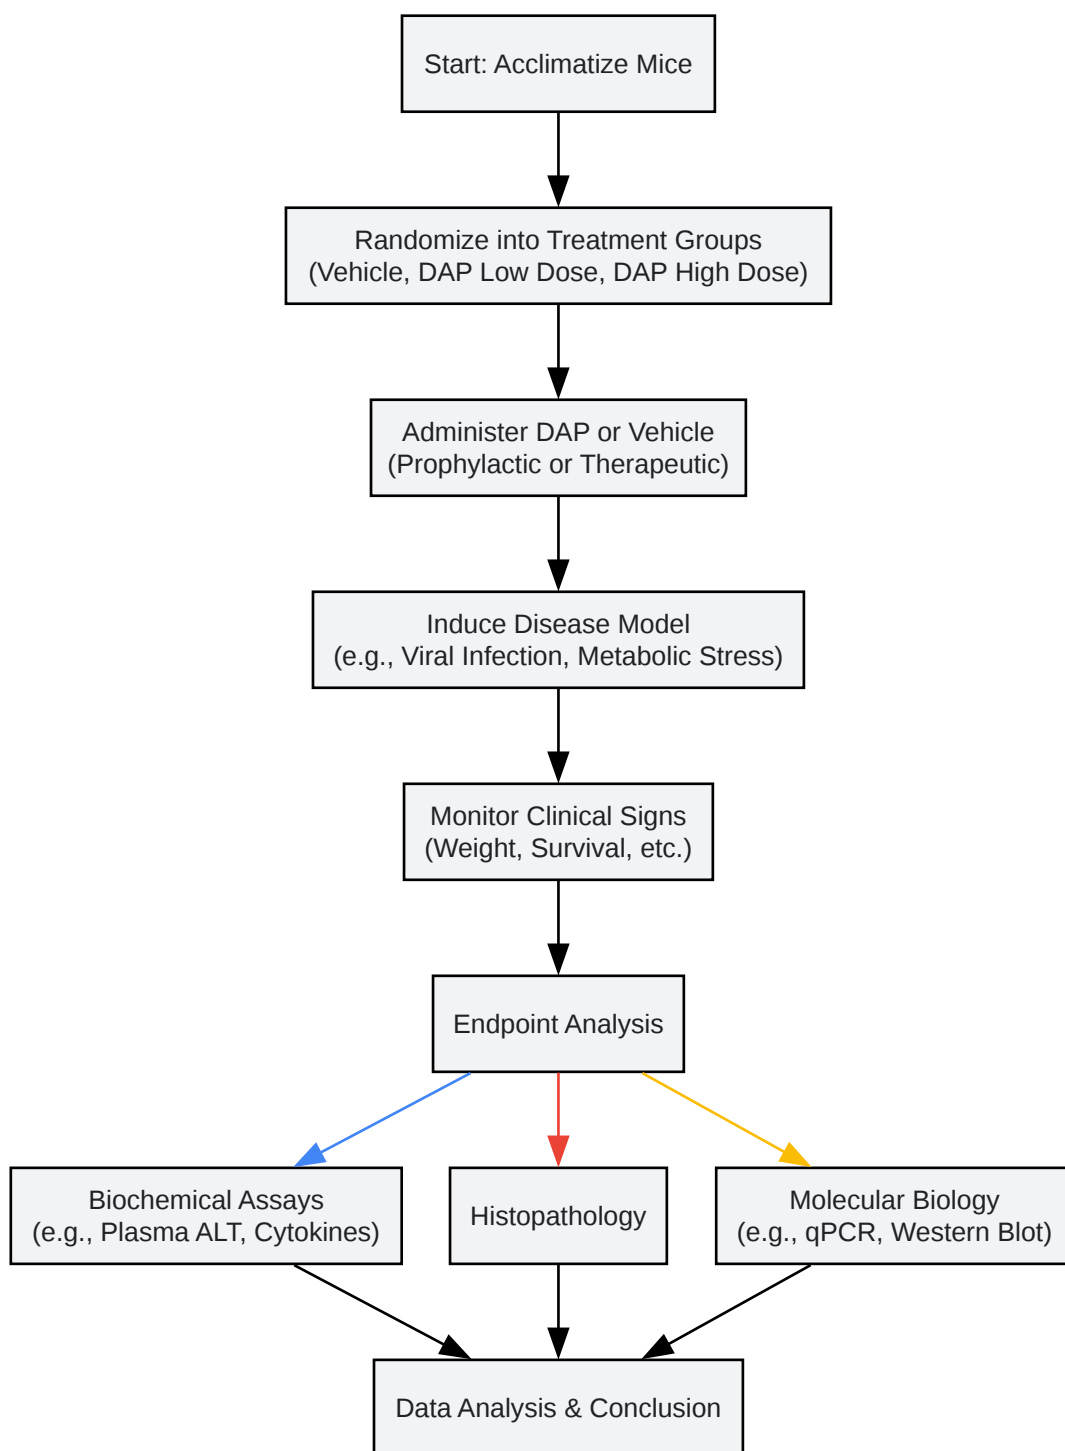 Start: Acclimatize Mice
Randomize into Treatment Groups
(Vehicle, DAP Low Dose, DAP High Dose)
Administer DAP or Vehicle
(Prophylactic or Therapeutic)
Induce Disease Model
(e.g., Viral Infection, Metabolic Stress)
Monitor Clinical Signs
(Weight, Survival, etc.)
Endpoint Analysis
Biochemical Assays
(e.g., Plasma ALT, Cytokines)
Histopathology
Molecular Biology
(e.g., qPCR, Western Blot)
Data Analysis & Conclusion